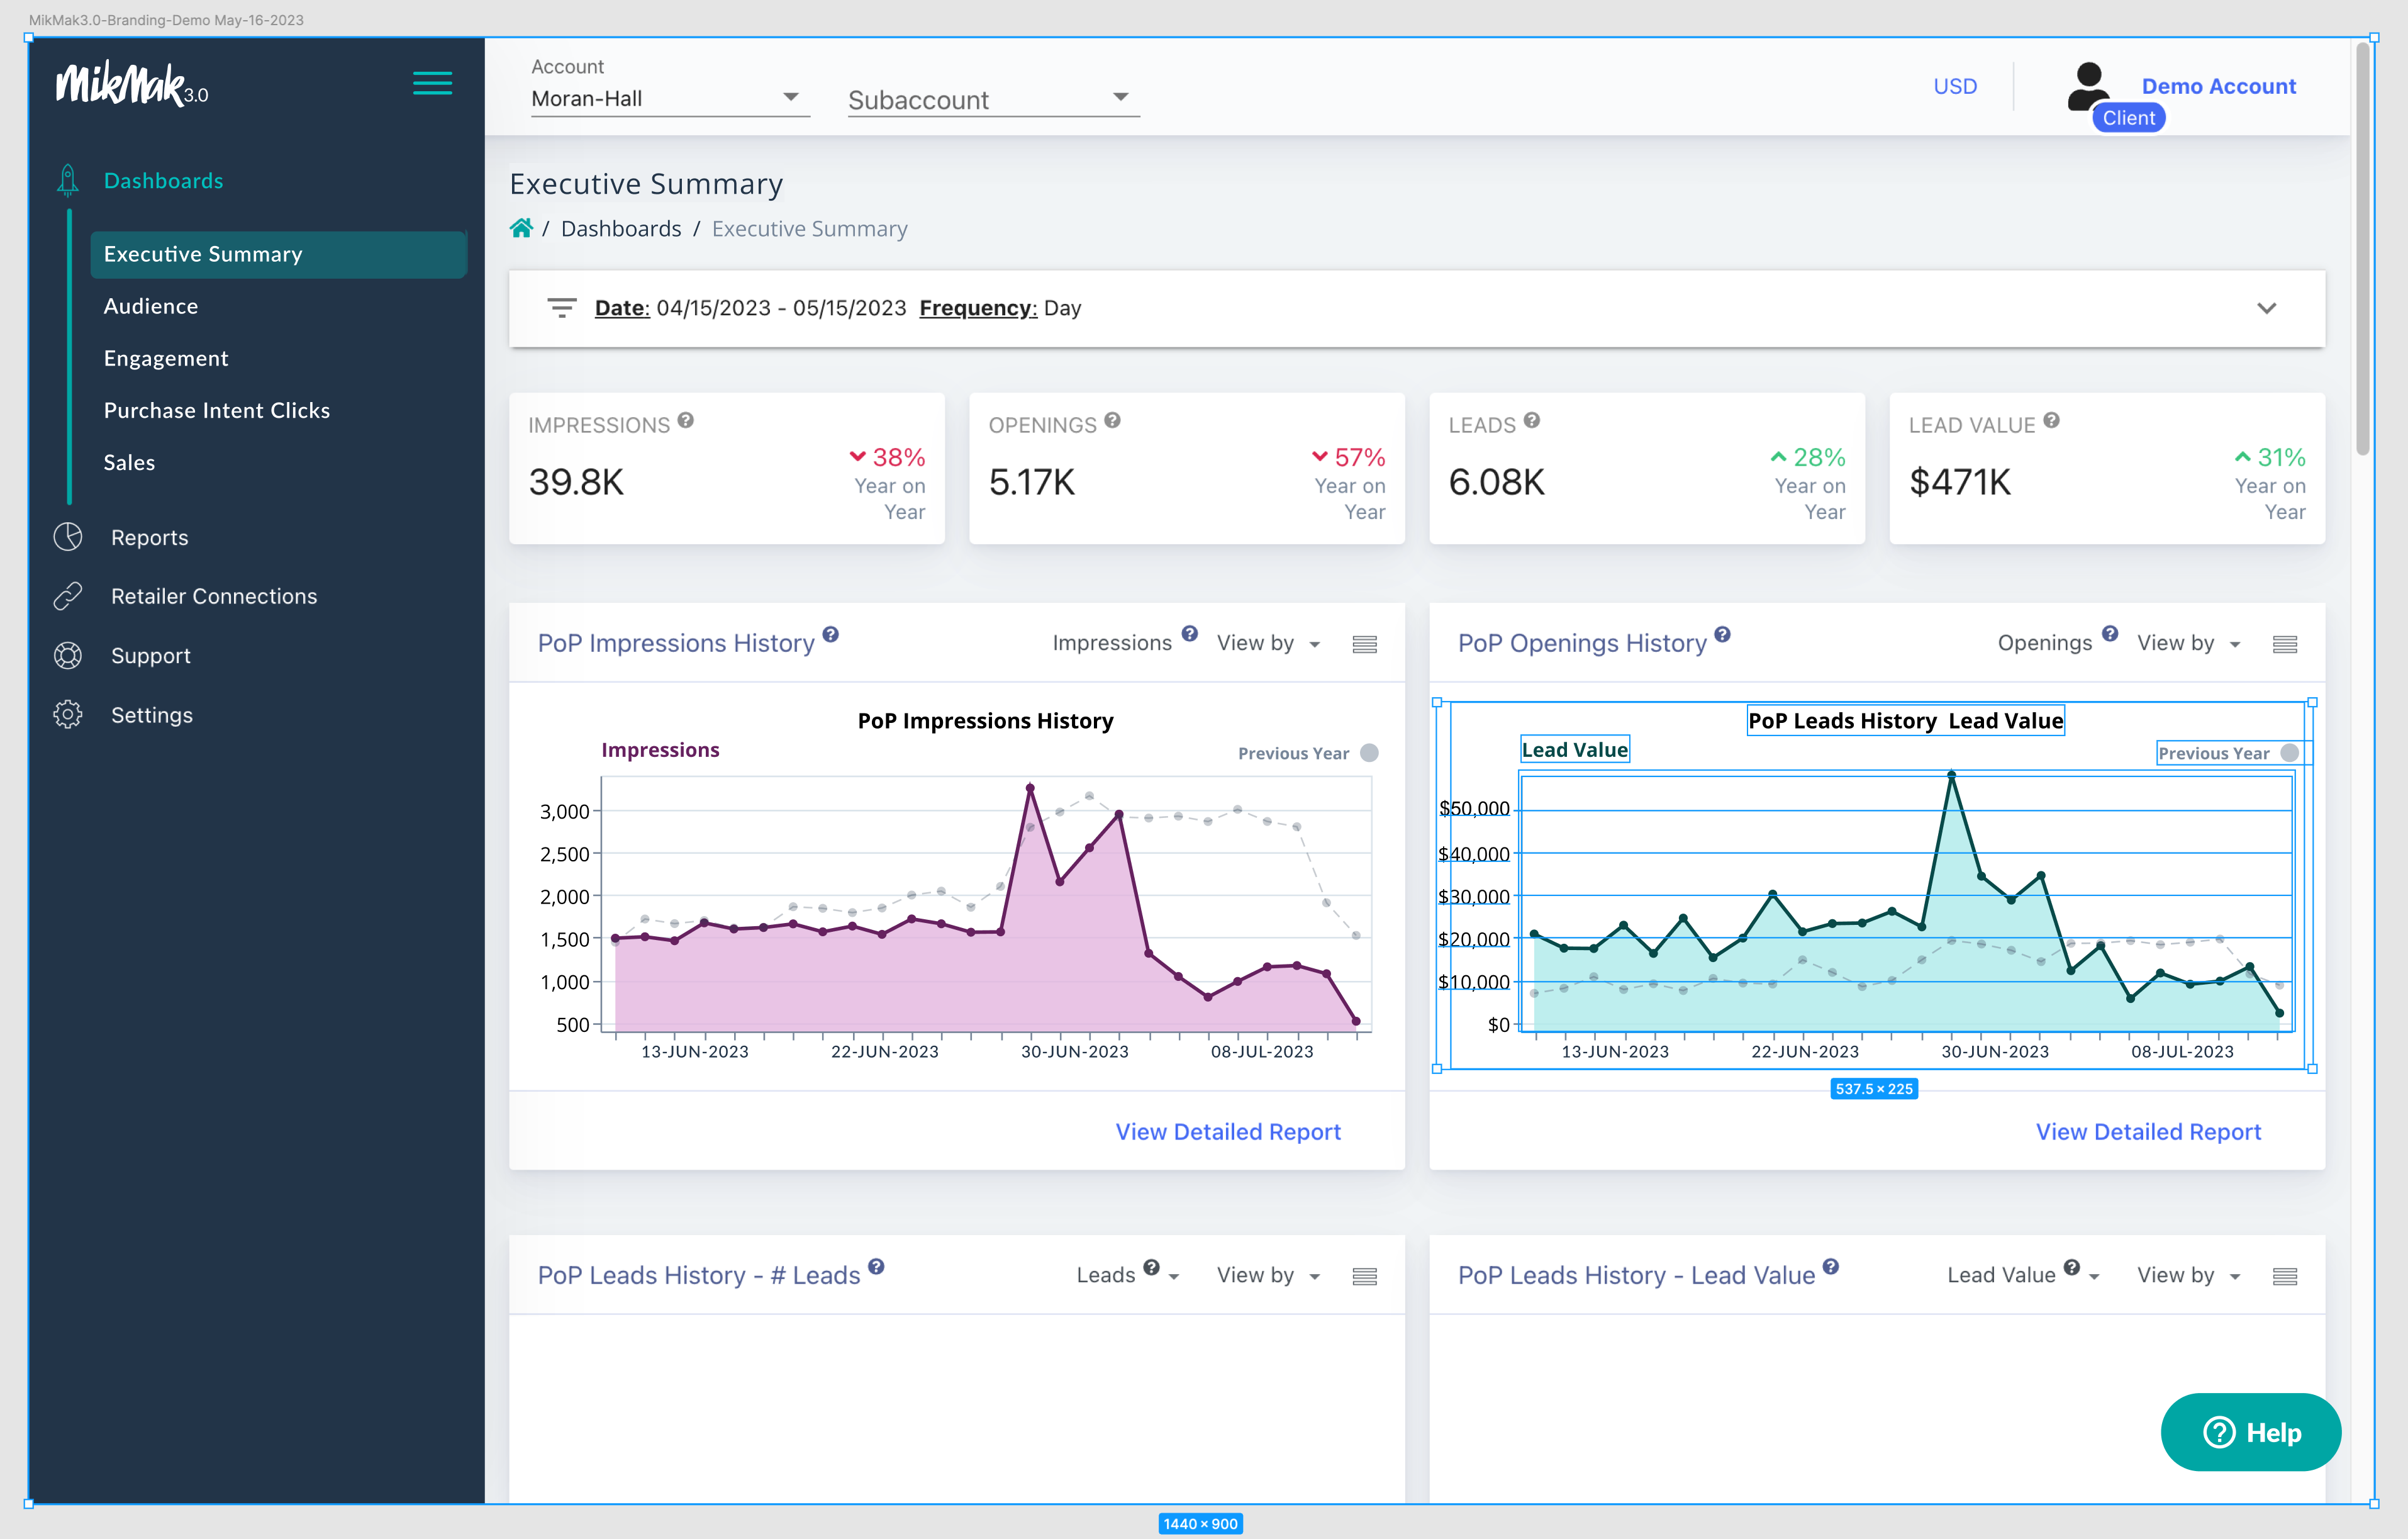 MikMak3.0-Branding-Demo May-16-2023
MikMak3.0
Account
Moran-Hall
Subaccount
USD
Demo Account
Client
Dashboards
Executive Summary
Audience
Engagement
Purchase Intent Clicks
Sales
Reports
Retailer Connections
Support
Settings
Executive Summary
/ Dashboards / Executive Summary
Date: 04/15/2023 - 05/15/2023 Frequency: Day
IMPRESSIONS ?
39.8K
38%
Year on
Year
OPENINGS ?
5.17K
57%
Year on
Year
LEADS ?
6.08K
28%
Year on
Year
LEAD VALUE ?
$471K
31%
Year on
Year
PoP Impressions History ?
Impressions ?
View by
PoP Impressions History
Impressions
Previous Year
3,000
2,500
2,000
1,500
1,000
500
13-JUN-2023
22-JUN-2023
30-JUN-2023
08-JUL-2023
View Detailed Report
PoP Openings History ?
Openings ?
View by
PoP Leads History Lead Value
Lead Value
Previous Year
$50,000
$40,000
$30,000
$20,000
$10,000
$0
13-JUN-2023
22-JUN-2023
30-JUN-2023
08-JUL-2023
537.5 × 225
View Detailed Report
PoP Leads History - # Leads ?
Leads ?
View by
PoP Leads History - Lead Value ?
Lead Value ?
View by
? Help
1440 × 900